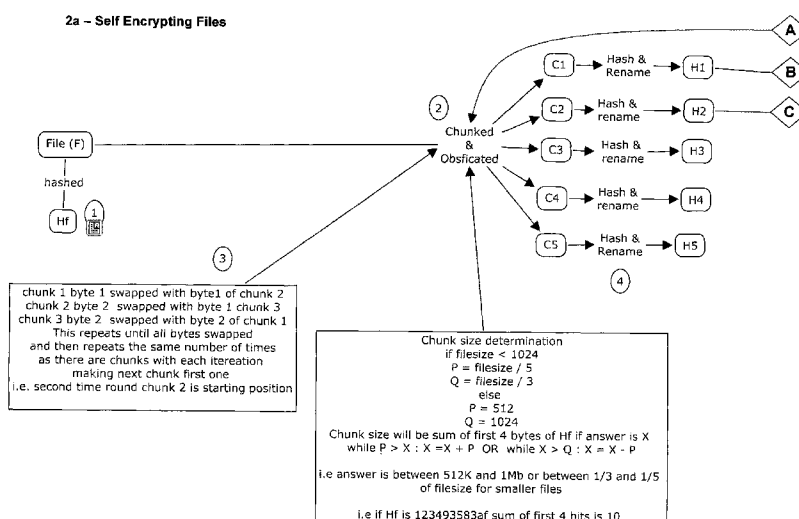 2a – Self Encrypting Files
A
C1
Hash &
Rename
H1
B
2
C2
Hash &
rename
H2
C
Chunked
&
Obsficated
File (F)
C3
Hash &
rename
H3
hashed
C4
Hash &
rename
H4
Hf
1
C5
Hash &
Rename
H5
3
4
chunk 1 byte 1 swapped with byte1 of chunk 2
chunk 2 byte 2 swapped with byte 1 chunk 3
chunk 3 byte 2 swapped with byte 2 of chunk 1
This repeats until all bytes swapped
and then repeats the same number of times
as there are chunks with each itereation
making next chunk first one
i.e. second time round chunk 2 is starting position
Chunk size determination
if filesize < 1024
P = filesize / 5
Q = filesize / 3
else
P = 512
Q = 1024
Chunk size will be sum of first 4 bytes of Hf if answer is X
while P > X : X =X + P OR while X > Q : X = X - P
i.e answer is between 512K and 1Mb or between 1/3 and 1/5
of filesize for smaller files
i.e if Hf is 123493583af sum of first 4 bits is 10